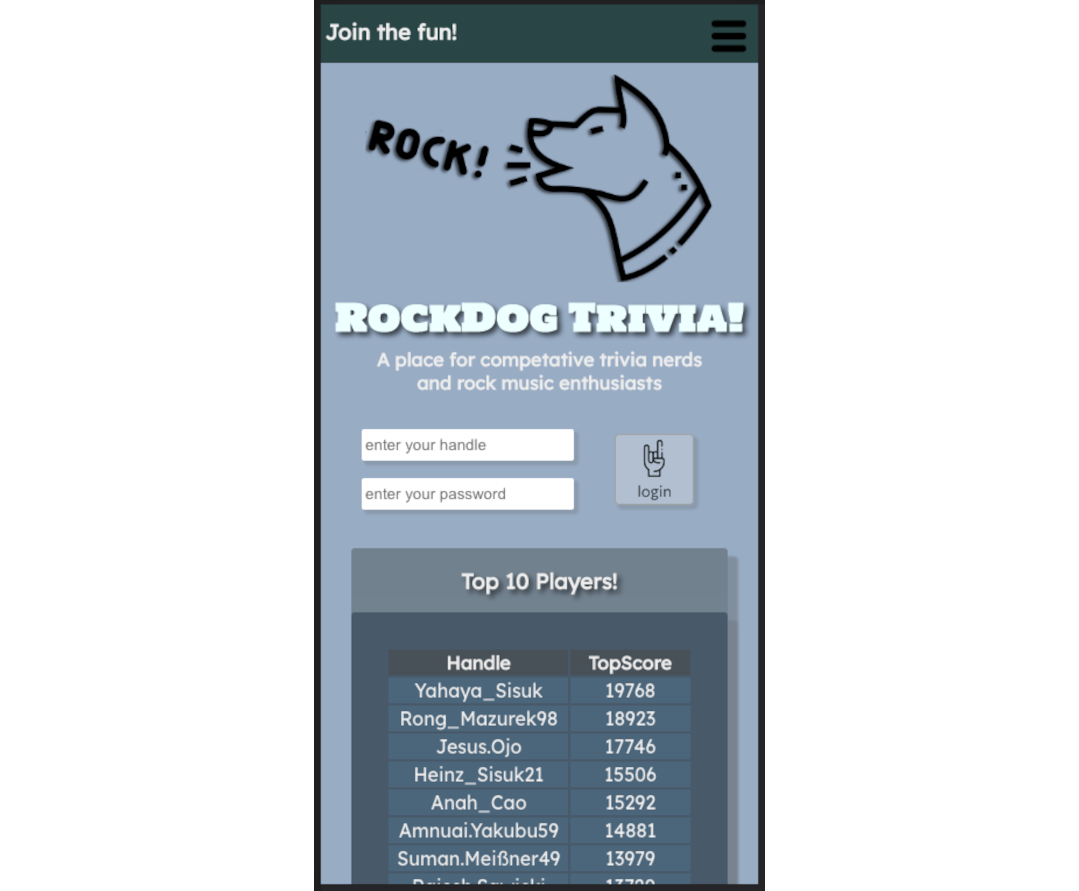 Join the fun!
ROCK!
RockDog Trivia!
A place for competative trivia nerds
and rock music enthusiasts
enter your handle
enter your password
login
Top 10 Players!
Handle TopScore
Yahaya_Sisuk 19768
Rong_Mazurek98 18923
Jesus.Ojo 17746
Heinz_Sisuk21 15506
Anah_Cao 15292
Amnuai.Yakubu59 14881
Suman.Meißner49 13979